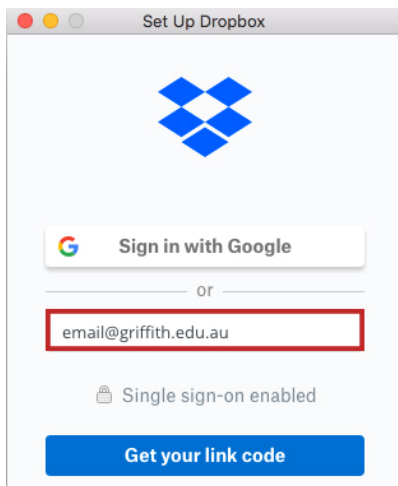 Set Up Dropbox
Sign in with Google
or
email@griffith.edu.au
Single sign-on enabled
Get your link code